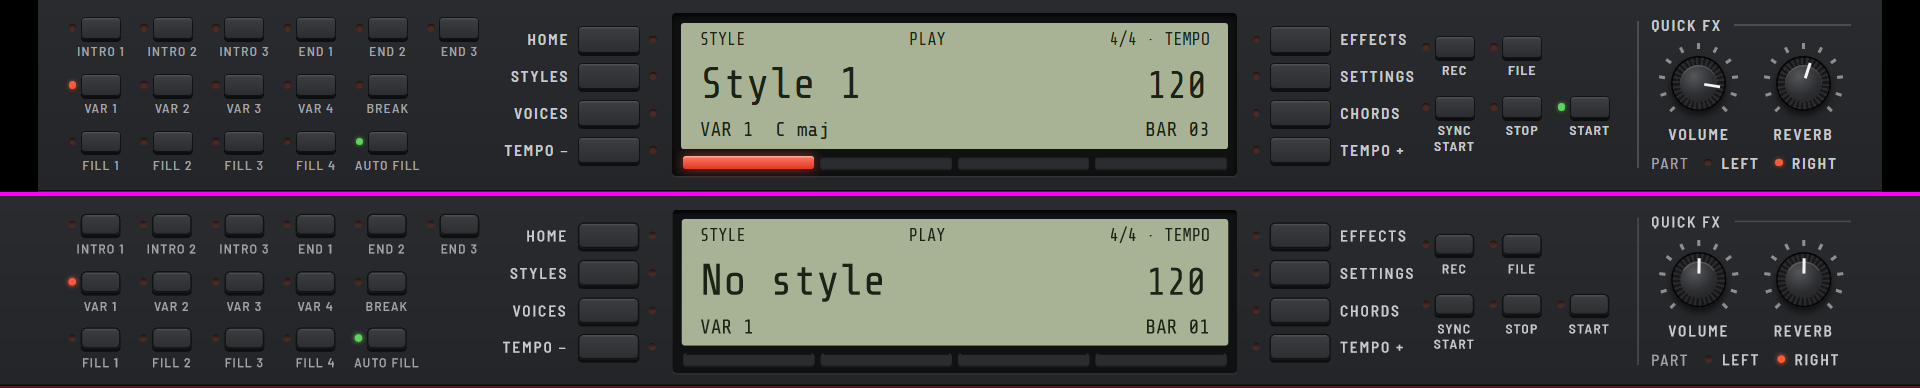 INTRO 1 INTRO 2 INTRO 3 END 1 END 2 END 3
VAR 1 VAR 2 VAR 3 VAR 4 BREAK
FILL 1 FILL 2 FILL 3 FILL 4 AUTO FILL
HOME
STYLES
VOICES
TEMPO –
STYLE PLAY 4/4 · TEMPO
Style 1 120
VAR 1 C maj BAR 03
EFFECTS
SETTINGS
CHORDS
TEMPO +
REC FILE
SYNC START STOP START
QUICK FX
VOLUME REVERB
PART LEFT RIGHT
INTRO 1 INTRO 2 INTRO 3 END 1 END 2 END 3
VAR 1 VAR 2 VAR 3 VAR 4 BREAK
FILL 1 FILL 2 FILL 3 FILL 4 AUTO FILL
HOME
STYLES
VOICES
TEMPO –
STYLE PLAY 4/4 · TEMPO
No style 120
VAR 1 BAR 01
EFFECTS
SETTINGS
CHORDS
TEMPO +
REC FILE
SYNC START STOP START
QUICK FX
VOLUME REVERB
PART LEFT RIGHT